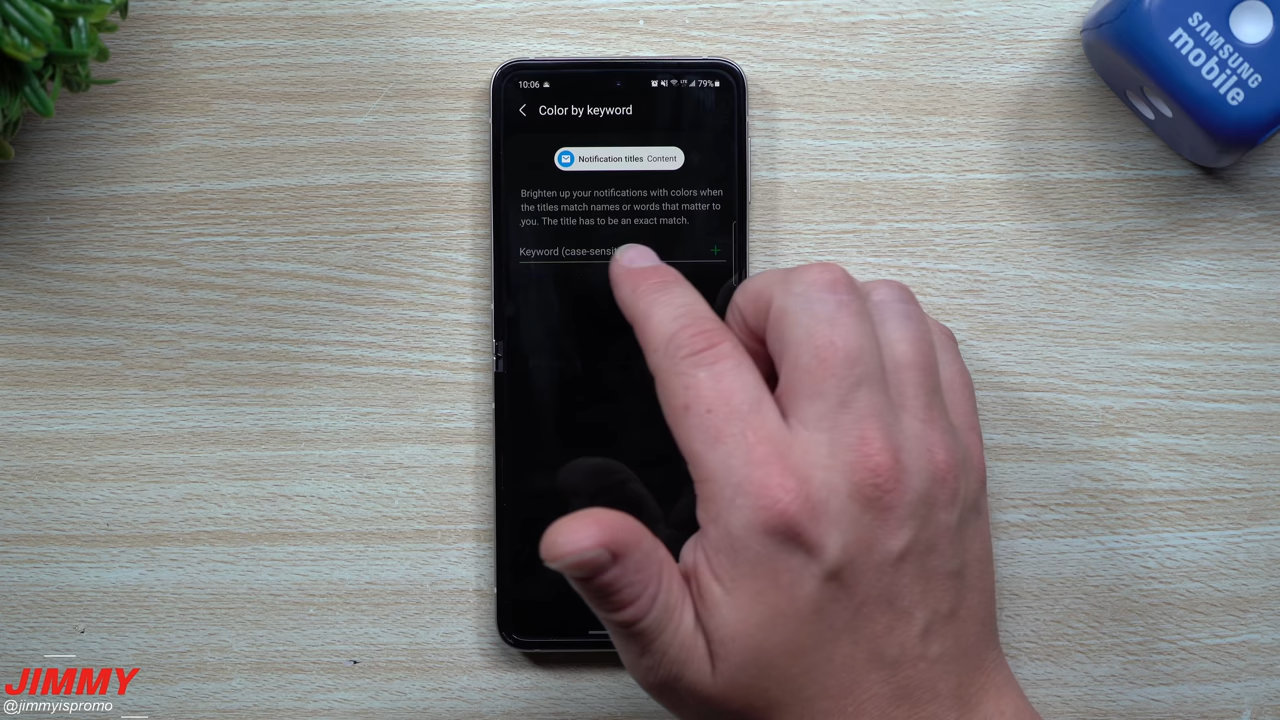 SAMSUNG
mobile
10:06
LTE 79%
Color by keyword
Notification titles Content
Brighten up your notifications with colors when
the titles match names or words that matter to
you. The title has to be an exact match.
Keyword (case-sensit
+
JIMMY
@jimmyispromo